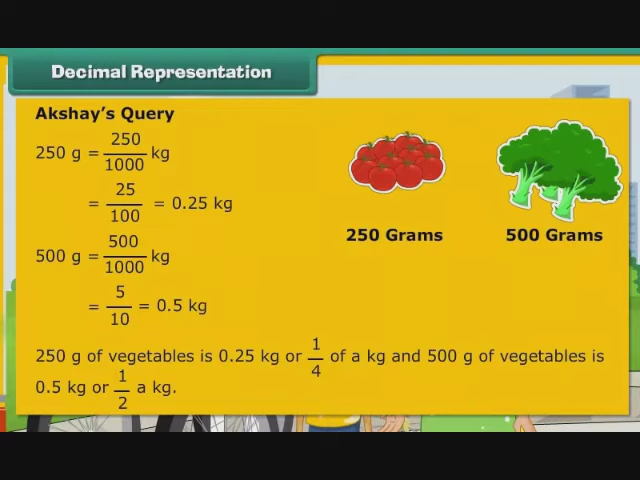 Decimal Representation
Akshay's Query
250 g = 250/1000 kg
= 25/100 = 0.25 kg
500 g = 500/1000 kg
= 5/10 = 0.5 kg
250 Grams
500 Grams
250 g of vegetables is 0.25 kg or 1/4 of a kg and 500 g of vegetables is
0.5 kg or 1/2 a kg.